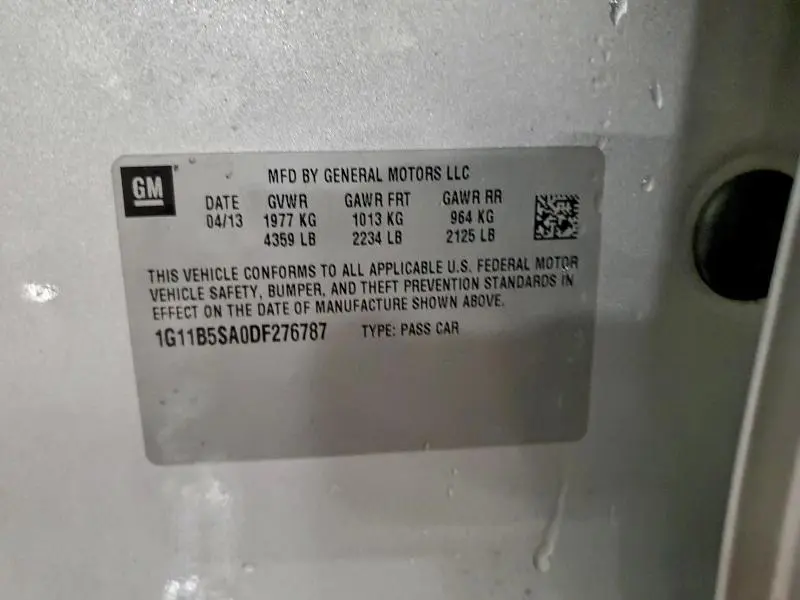 GM
MFD BY GENERAL MOTORS LLC
DATE GVWR GAWR FRT GAWR RR
04/13 1977 KG 1013 KG 964 KG
4359 LB 2234 LB 2125 LB
THIS VEHICLE CONFORMS TO ALL APPLICABLE U.S. FEDERAL MOTOR
VEHICLE SAFETY, BUMPER, AND THEFT PREVENTION STANDARDS IN
EFFECT ON THE DATE OF MANUFACTURE SHOWN ABOVE.
1G11B5SA0DF276787 TYPE: PASS CAR